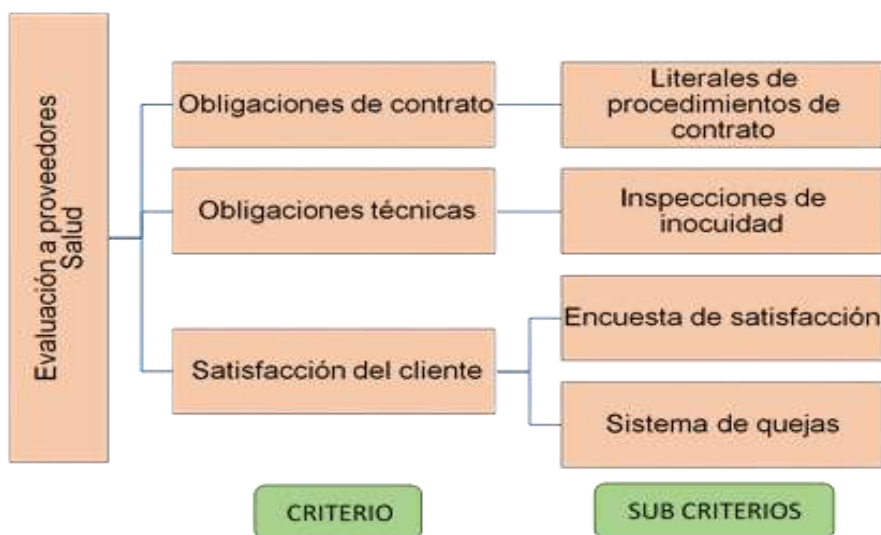 Evaluación a proveedores
Salud
Obligaciones de contrato
Literales de
procedimientos de
contrato
Obligaciones técnicas
Inspecciones de
inocuidad
Satisfacción del cliente
Encuesta de satisfacción
Sistema de quejas
CRITERIO
SUB CRITERIOS